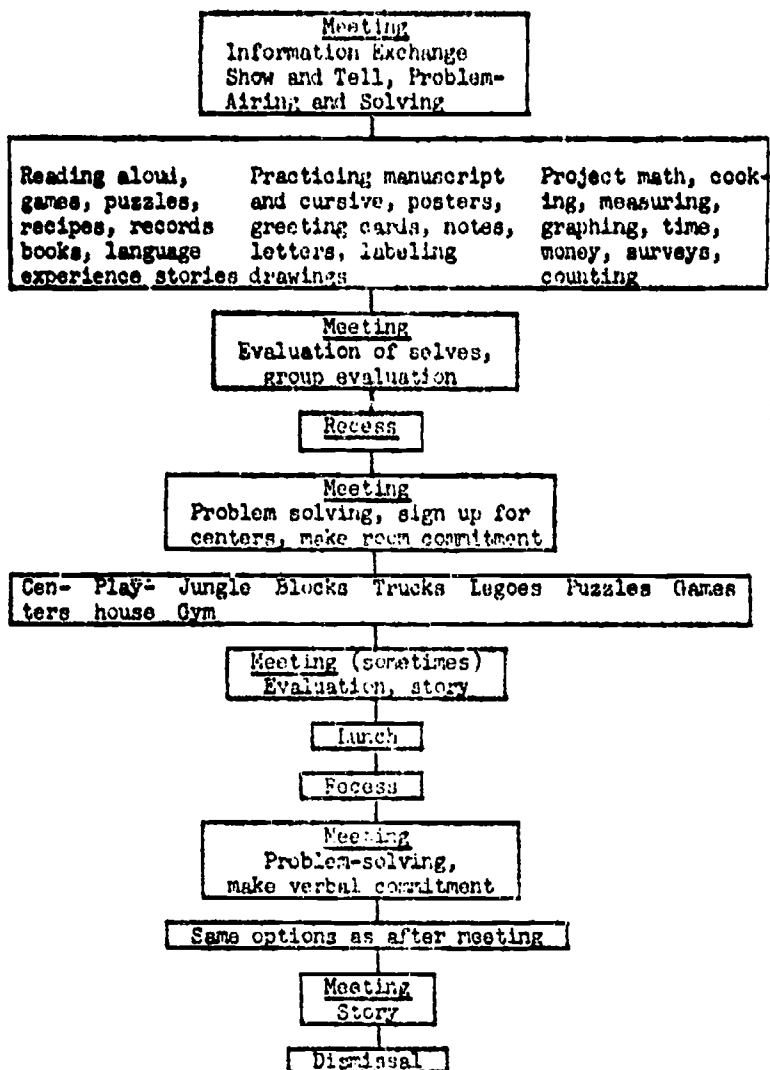 Meeting
Information Exchange
Show and Tell, Problem-
Airing and Solving
Reading aloud,
games, puzzles,
recipes, records
books, language
experience stories
Practicing manuscript
and cursive, posters,
greeting cards, notes,
letters, labeling
drawings
Project math, cook-
ing, measuring,
graphing, time,
money, surveys,
counting
Meeting
Evaluation of selves,
group evaluation
Recess
Meeting
Problem solving, sign up for
centers, make room commitment
Cen- Play- Jungle Blocks Trucks Legoes Puzzles Games
ters house Gym
Meeting (sometimes)
Evaluation, story
Lunch
Recess
Meeting
Problem-solving,
make verbal commitment
Same options as after meeting
Meeting
Story
Dismissal